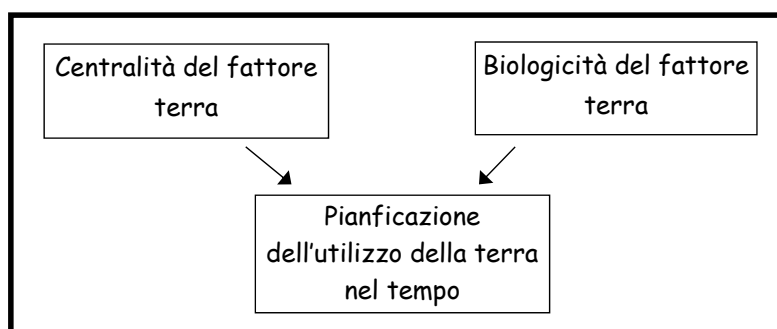 Centralità del fattore
terra
Biologicità del fattore
terra
Pianficazione
dell'utilizzo della terra
nel tempo